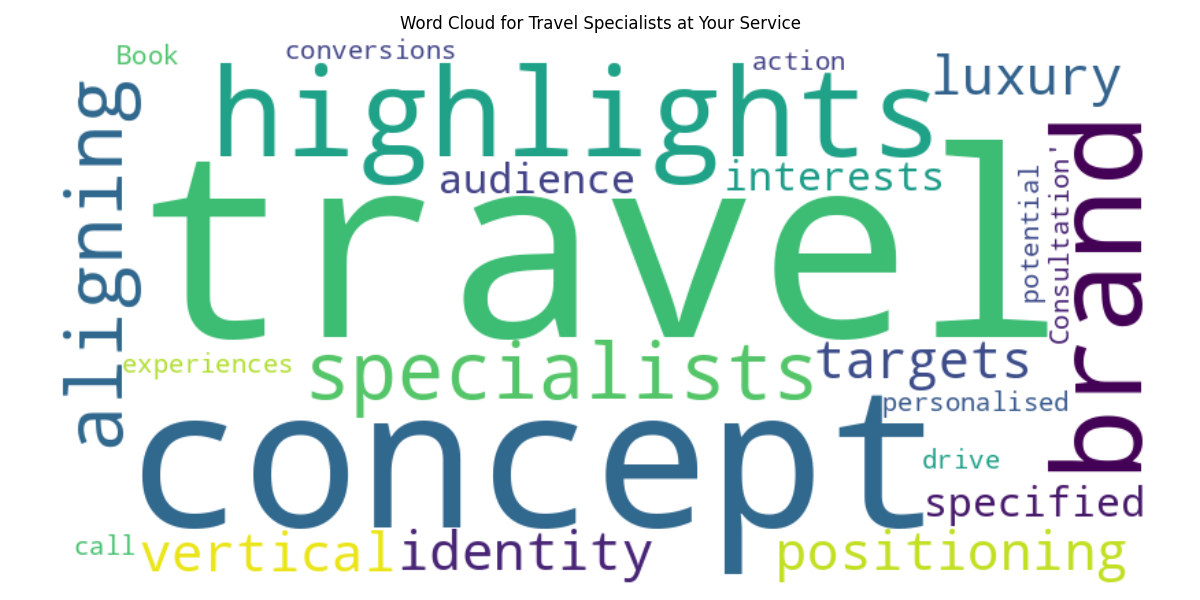 Word Cloud for Travel Specialists at Your Service
Book
conversions
action
luxury
highlights
aligning
audience
interests
travel
potential
Consultation'
brand
experiences
specialists
targets
personalised
concept
drive
specified
call
vertical
identity
positioning